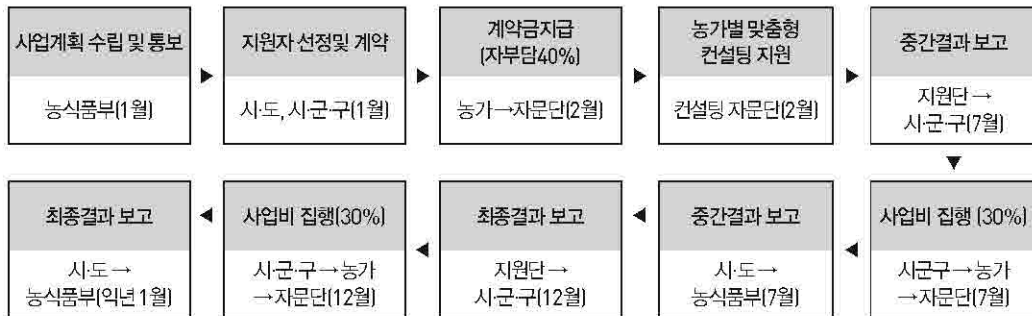 사업계획 수립 및 통보
농식품부(1월)
▶
지원자 선정및 계약
시·도, 시·군·구(1월)
▶
계약금지급
(자부담40%)
농가→자문단(2월)
▶
농가별 맞춤형
컨설팅 지원
컨설팅 자문단(2월)
▶
중간결과 보고
지원단→
시·군·구(7월)
▼
사업비 집행 (30%)
시군구→농가
→자문단(7월)
◀
중간결과 보고
시·도→
농식품부(7월)
◀
최종결과 보고
지원단→
시·군·구(12월)
◀
사업비 집행(30%)
시·군·구→농가
→자문단(12월)
◀
최종결과 보고
시·도→
농식품부(익년 1월)